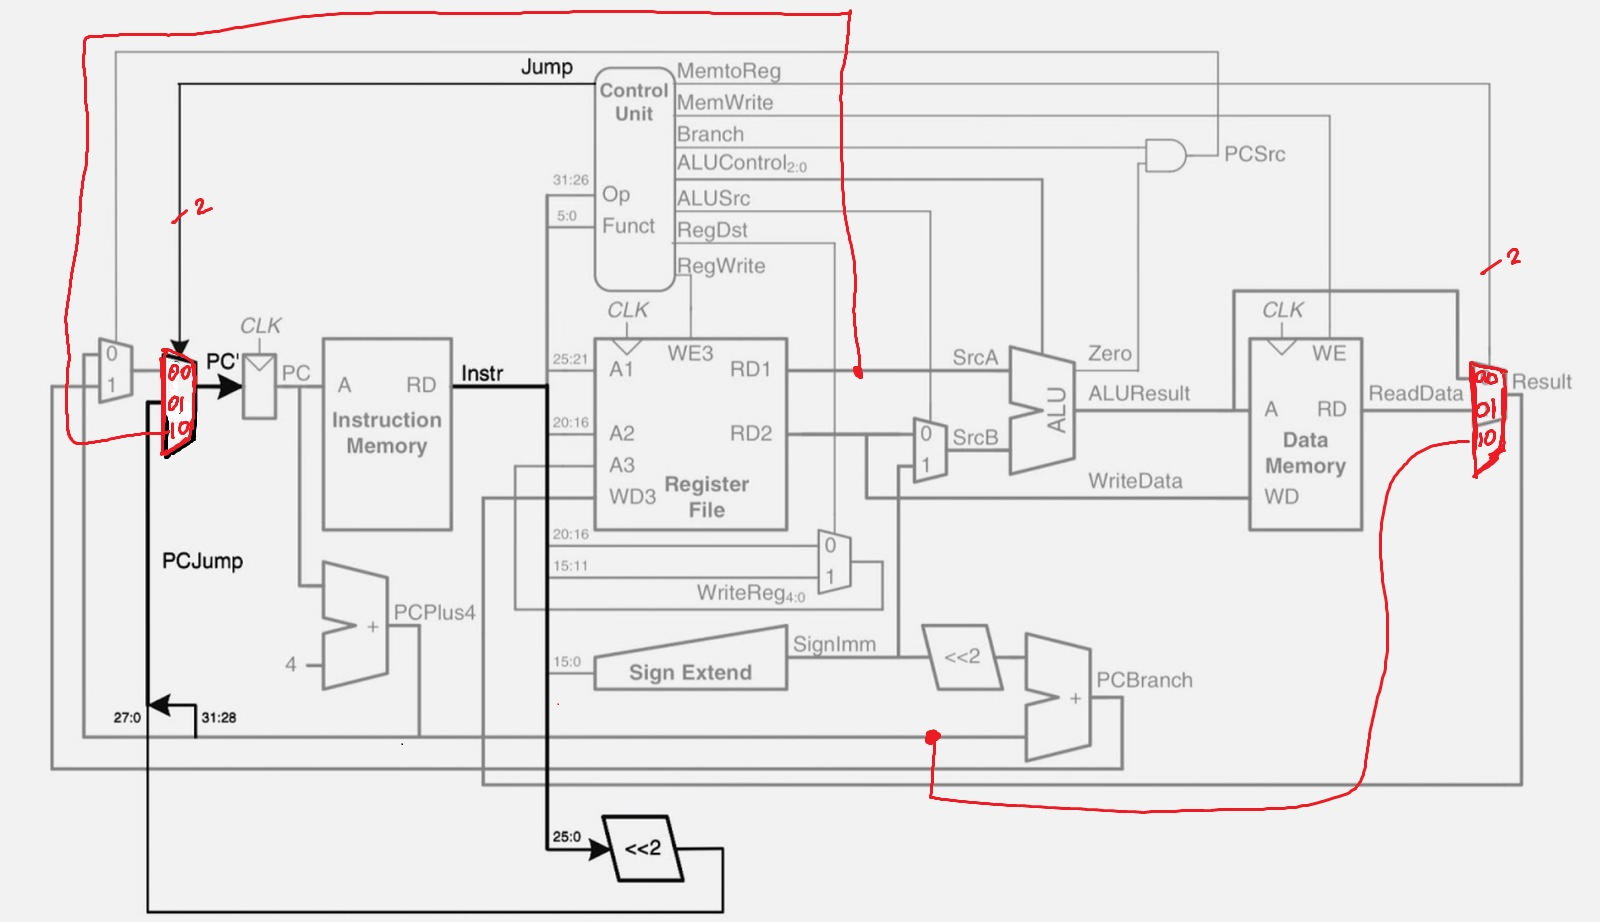 Jump
Control
Unit
MemtoReg
MemWrite
Branch
ALUControl2:0
ALUSrc
RegDst
RegWrite
PCSrc
31:26
Op
5:0
Funct
2
2
CLK
CLK
CLK
0
1
00
01
10
PC'
PC
A
RD
Instruction
Memory
Instr
25:21
20:16
A1
A2
A3
WD3
WE3
RD1
RD2
Register
File
SrcA
0
1
SrcB
ALU
Zero
ALUResult
WriteData
WE
A
RD
Data
Memory
WD
ReadData
00
01
10
Result
20:16
15:11
0
1
WriteReg4:0
PCJump
PCPlus4
+
4
15:0
Sign Extend
SignImm
<<2
+
PCBranch
27:0
31:28
25:0
<<2